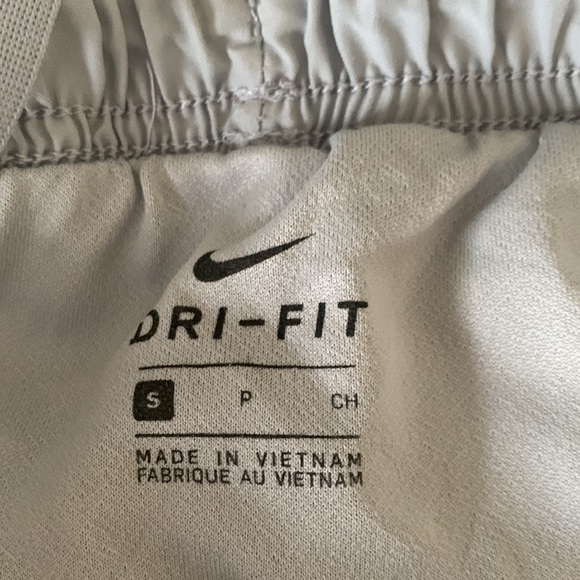 DRI-FIT
S P CH
MADE IN VIETNAM
FABRIQUE AU VIETNAM